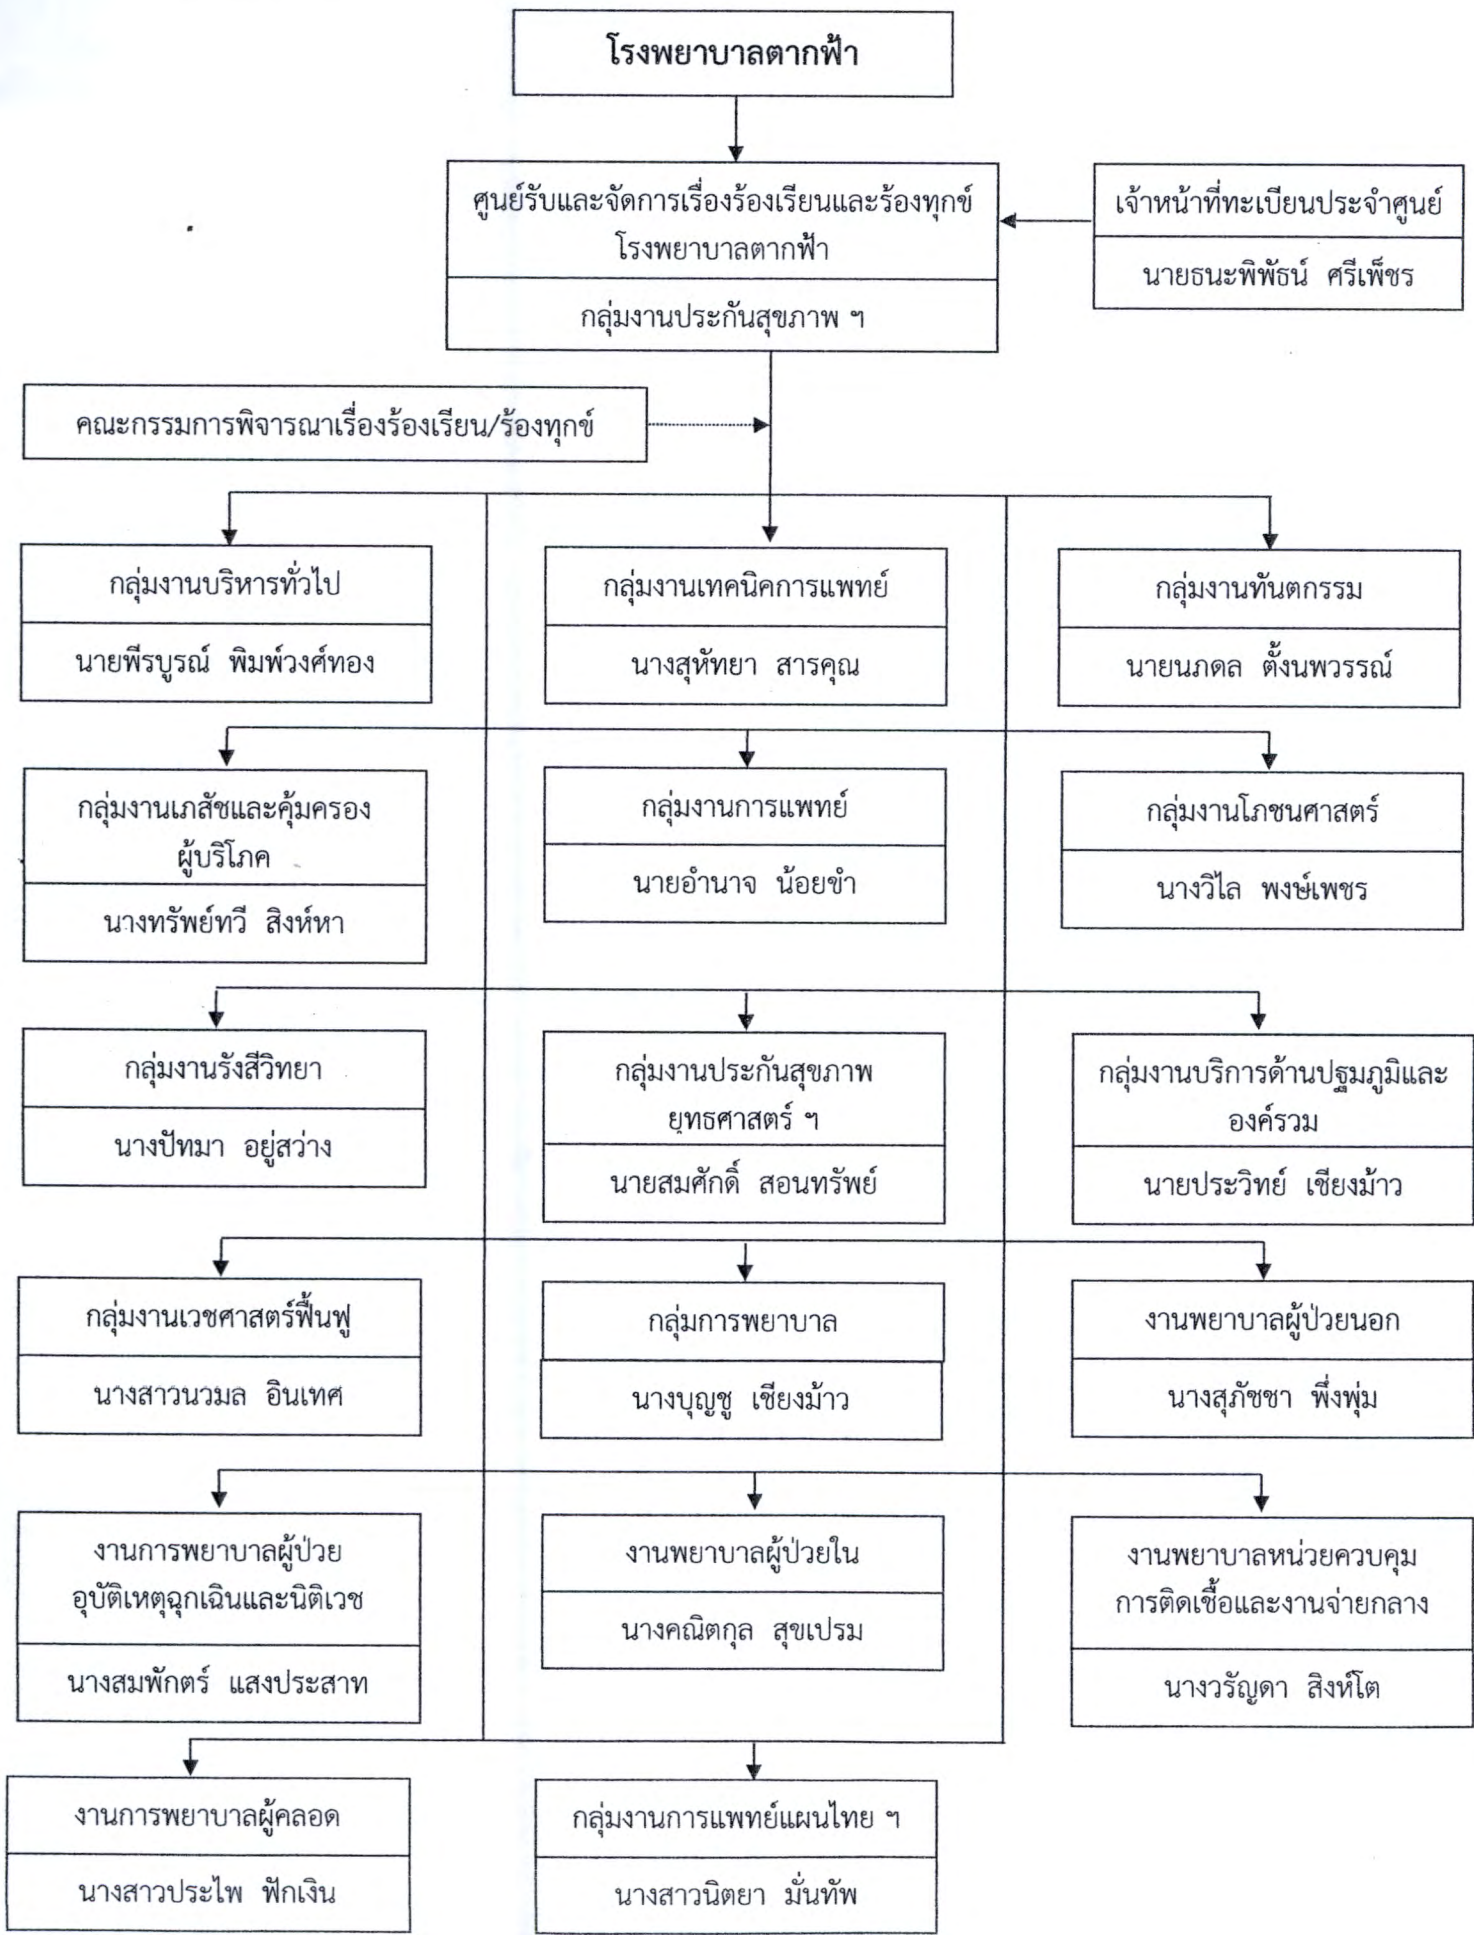 โรงพยาบาลตากฟ้า
ศูนย์รับและจัดการเรื่องร้องเรียนและร้องทุกข์
โรงพยาบาลตากฟ้า
กลุ่มงานประกันสุขภาพ ฯ
เจ้าหน้าที่ทะเบียนประจำศูนย์
นายธนะพิพัธน์ ศรีเพ็ชร
คณะกรรมการพิจารณาเรื่องร้องเรียน/ร้องทุกข์
กลุ่มงานบริหารทั่วไป
นายพีรบูรณ์ พิมพ์วงศ์ทอง
กลุ่มงานเทคนิคการแพทย์
นางสุหัทยา สารคุณ
กลุ่มงานทันตกรรม
นายนภดล ตั้งนพวรรณ์
กลุ่มงานเภสัชและคุ้มครอง
ผู้บริโภค
นางทรัพย์ทวี สิงห์หา
กลุ่มงานการแพทย์
นายอำนาจ น้อยขำ
กลุ่มงานโภชนศาสตร์
นางวิไล พงษ์เพชร
กลุ่มงานรังสีวิทยา
นางปัทมา อยู่สว่าง
กลุ่มงานประกันสุขภาพ
ยุทธศาสตร์ ฯ
นายสมศักดิ์ สอนทรัพย์
กลุ่มงานบริการด้านปฐมภูมิและ
องค์รวม
นายประวิทย์ เชียงม้าว
กลุ่มงานเวชศาสตร์ฟื้นฟู
นางสาวนวมล อินเทศ
กลุ่มการพยาบาล
นางบุญชู เชียงม้าว
งานพยาบาลผู้ป่วยนอก
นางสุภัชชา พึ่งพุ่ม
งานการพยาบาลผู้ป่วย
อุบัติเหตุฉุกเฉินและนิติเวช
นางสมพักตร์ แสงประสาท
งานพยาบาลผู้ป่วยใน
นางคณิตกุล สุขเปรม
งานพยาบาลหน่วยควบคุม
การติดเชื้อและงานจ่ายกลาง
นางวรัญดา สิงห์โต
งานการพยาบาลผู้คลอด
นางสาวประไพ ฟักเงิน
กลุ่มงานการแพทย์แผนไทย ฯ
นางสาวนิตยา มั่นทัพ